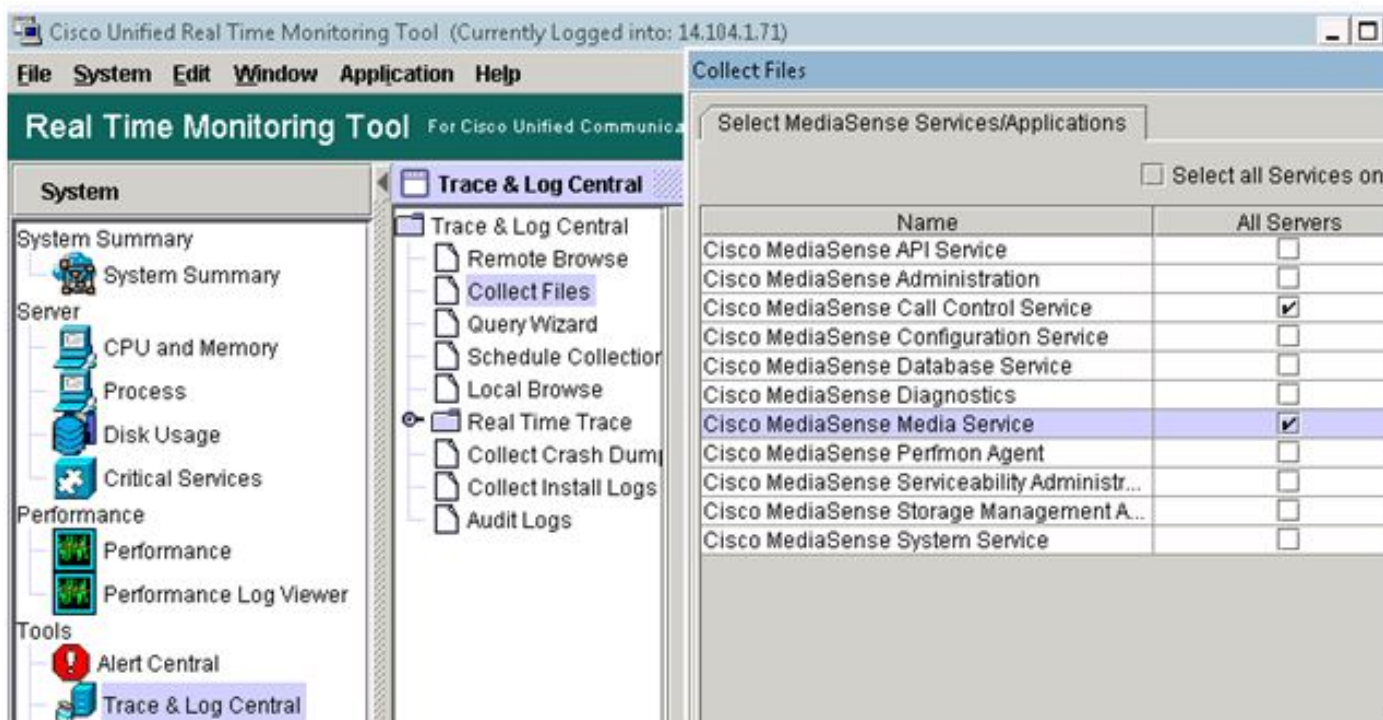 Cisco Unified Real Time Monitoring Tool (Currently Logged into: 14.104.1.71)
File System Edit Window Application Help
Real Time Monitoring Tool For Cisco Unified Communica
System
System Summary
System Summary
Server
CPU and Memory
Process
Disk Usage
Critical Services
Performance
Performance
Performance Log Viewer
Tools
Alert Central
Trace & Log Central
Trace & Log Central
Trace & Log Central
Remote Browse
Collect Files
Query Wizard
Schedule Collection
Local Browse
Real Time Trace
Collect Crash Dum
Collect Install Logs
Audit Logs
Collect Files
Select MediaSense Services/Applications
Select all Services on
Name All Servers
Cisco MediaSense API Service
Cisco MediaSense Administration
Cisco MediaSense Call Control Service
Cisco MediaSense Configuration Service
Cisco MediaSense Database Service
Cisco MediaSense Diagnostics
Cisco MediaSense Media Service
Cisco MediaSense Perfmon Agent
Cisco MediaSense Serviceability Administr...
Cisco MediaSense Storage Management A...
Cisco MediaSense System Service